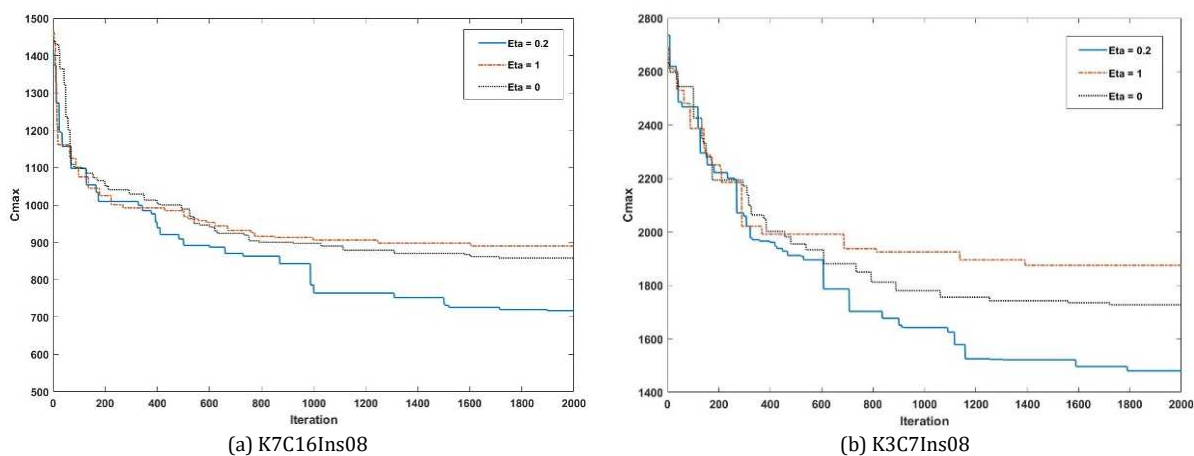 1500
1400
1300
1200
1100
1000
900
800
700
600
500
Cmax
0 200 400 600 800 1000 1200 1400 1600 1800 2000
Iteration
Eta = 0.2
Eta = 1
Eta = 0
(a) K7C16Ins08
2800
2600
2400
2200
2000
1800
1600
1400
Cmax
0 200 400 600 800 1000 1200 1400 1600 1800 2000
Iteration
Eta = 0.2
Eta = 1
Eta = 0
(b) K3C7Ins08